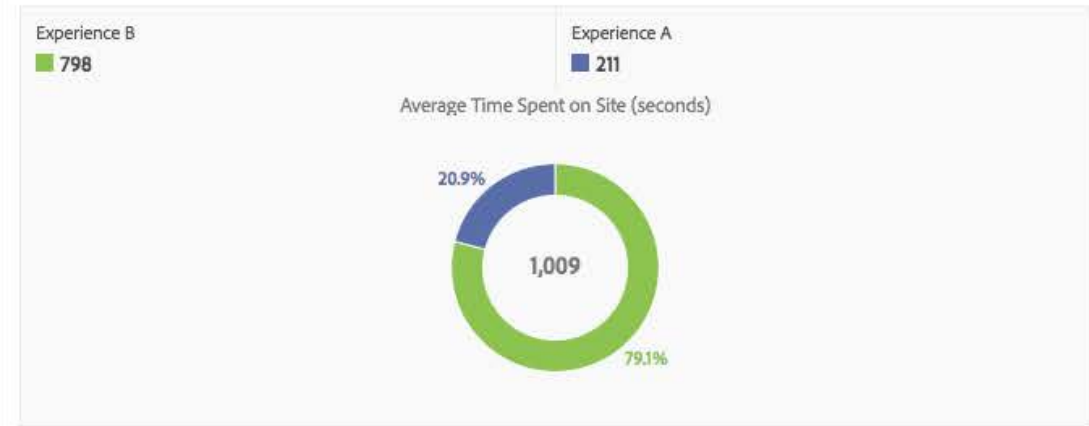 Experience B
798
Experience A
211
Average Time Spent on Site (seconds)
20.9%
1,009
79.1%